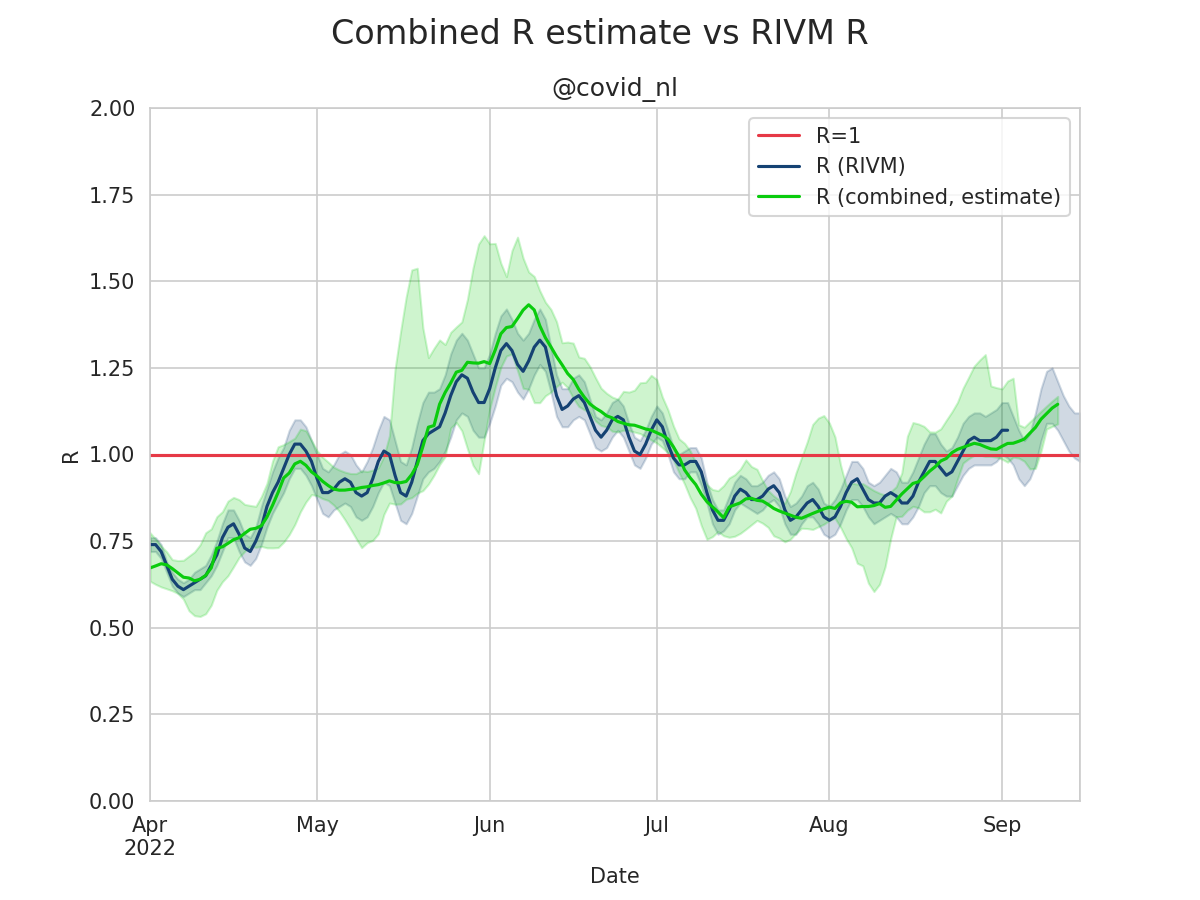 Combined R estimate vs RIVM R
@covid_nl
2.00
1.75
1.50
1.25
1.00
0.75
0.50
0.25
0.00
R
R=1
R (RIVM)
R (combined, estimate)
Apr May Jun Jul Aug Sep
2022
Date